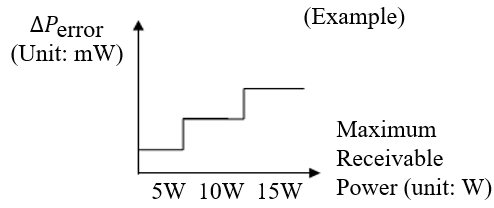 (Example)
ΔPerror
(Unit: mW)
Maximum
Receivable
Power (unit: W)
5W 10W 15W